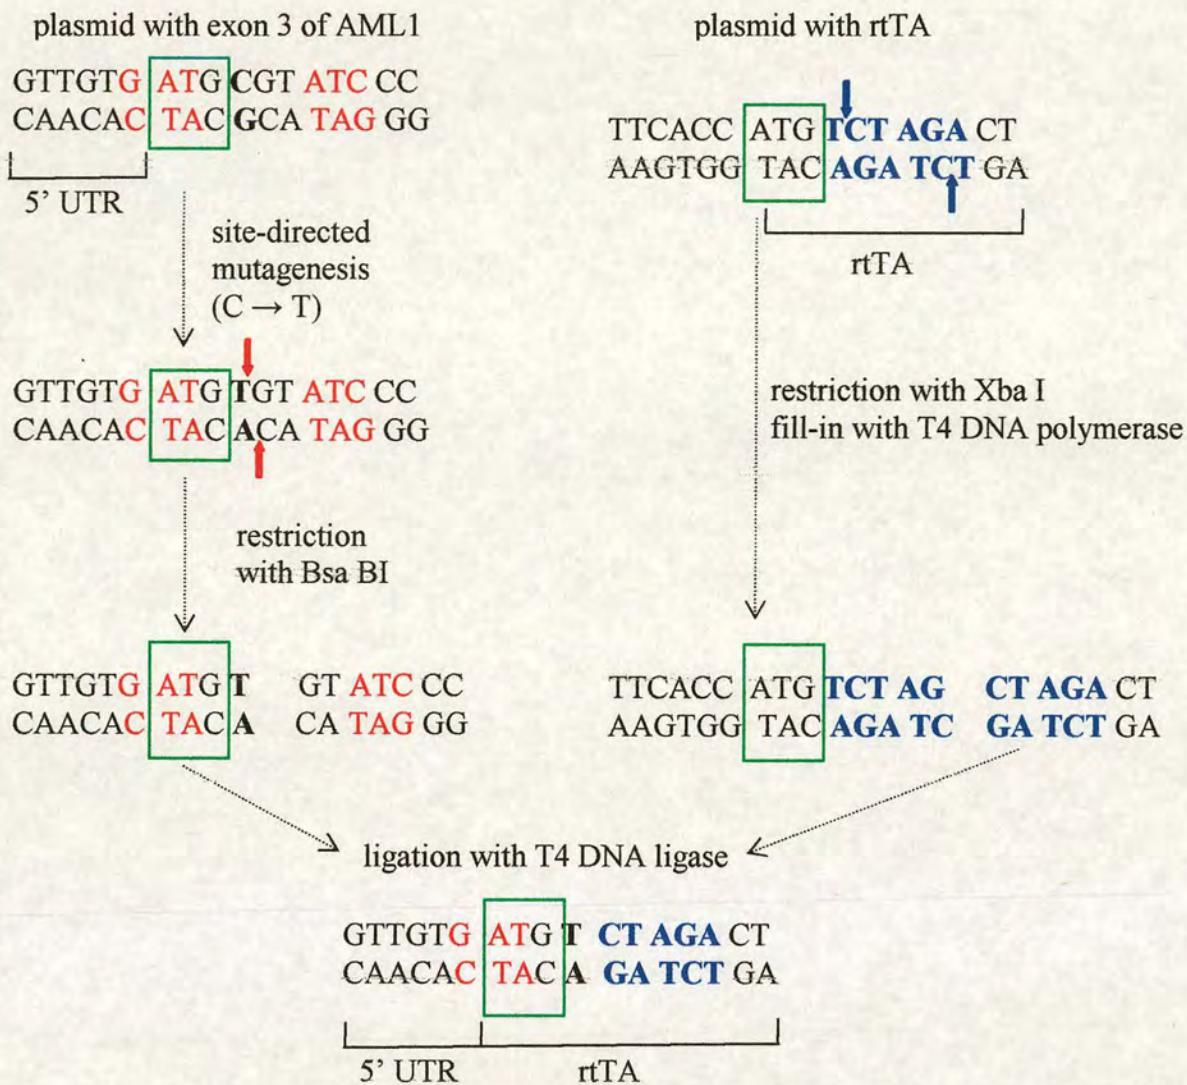 plasmid with exon 3 of AML1
GTTGTG ATG CGT ATC CC
CAACAC TAC GCA TAG GG
5' UTR
site-directed
mutagenesis
(C → T)
GTTGTG ATG TGT ATC CC
CAACAC TAC ACA TAG GG
restriction
with Bsa BI
GTTGTG ATG T GT ATC CC
CAACAC TAC A CA TAG GG
plasmid with rtTA
TTCACC ATG TCT AGA CT
AAGTGG TAC AGA TCT GA
rtTA
restriction with Xba I
fill-in with T4 DNA polymerase
TTCACC ATG TCT AG CT AGA CT
AAGTGG TAC AGA TC GA TCT GA
ligation with T4 DNA ligase
GTTGTG ATG T CT AGA CT
CAACAC TAC A GA TCT GA
5' UTR rtTA